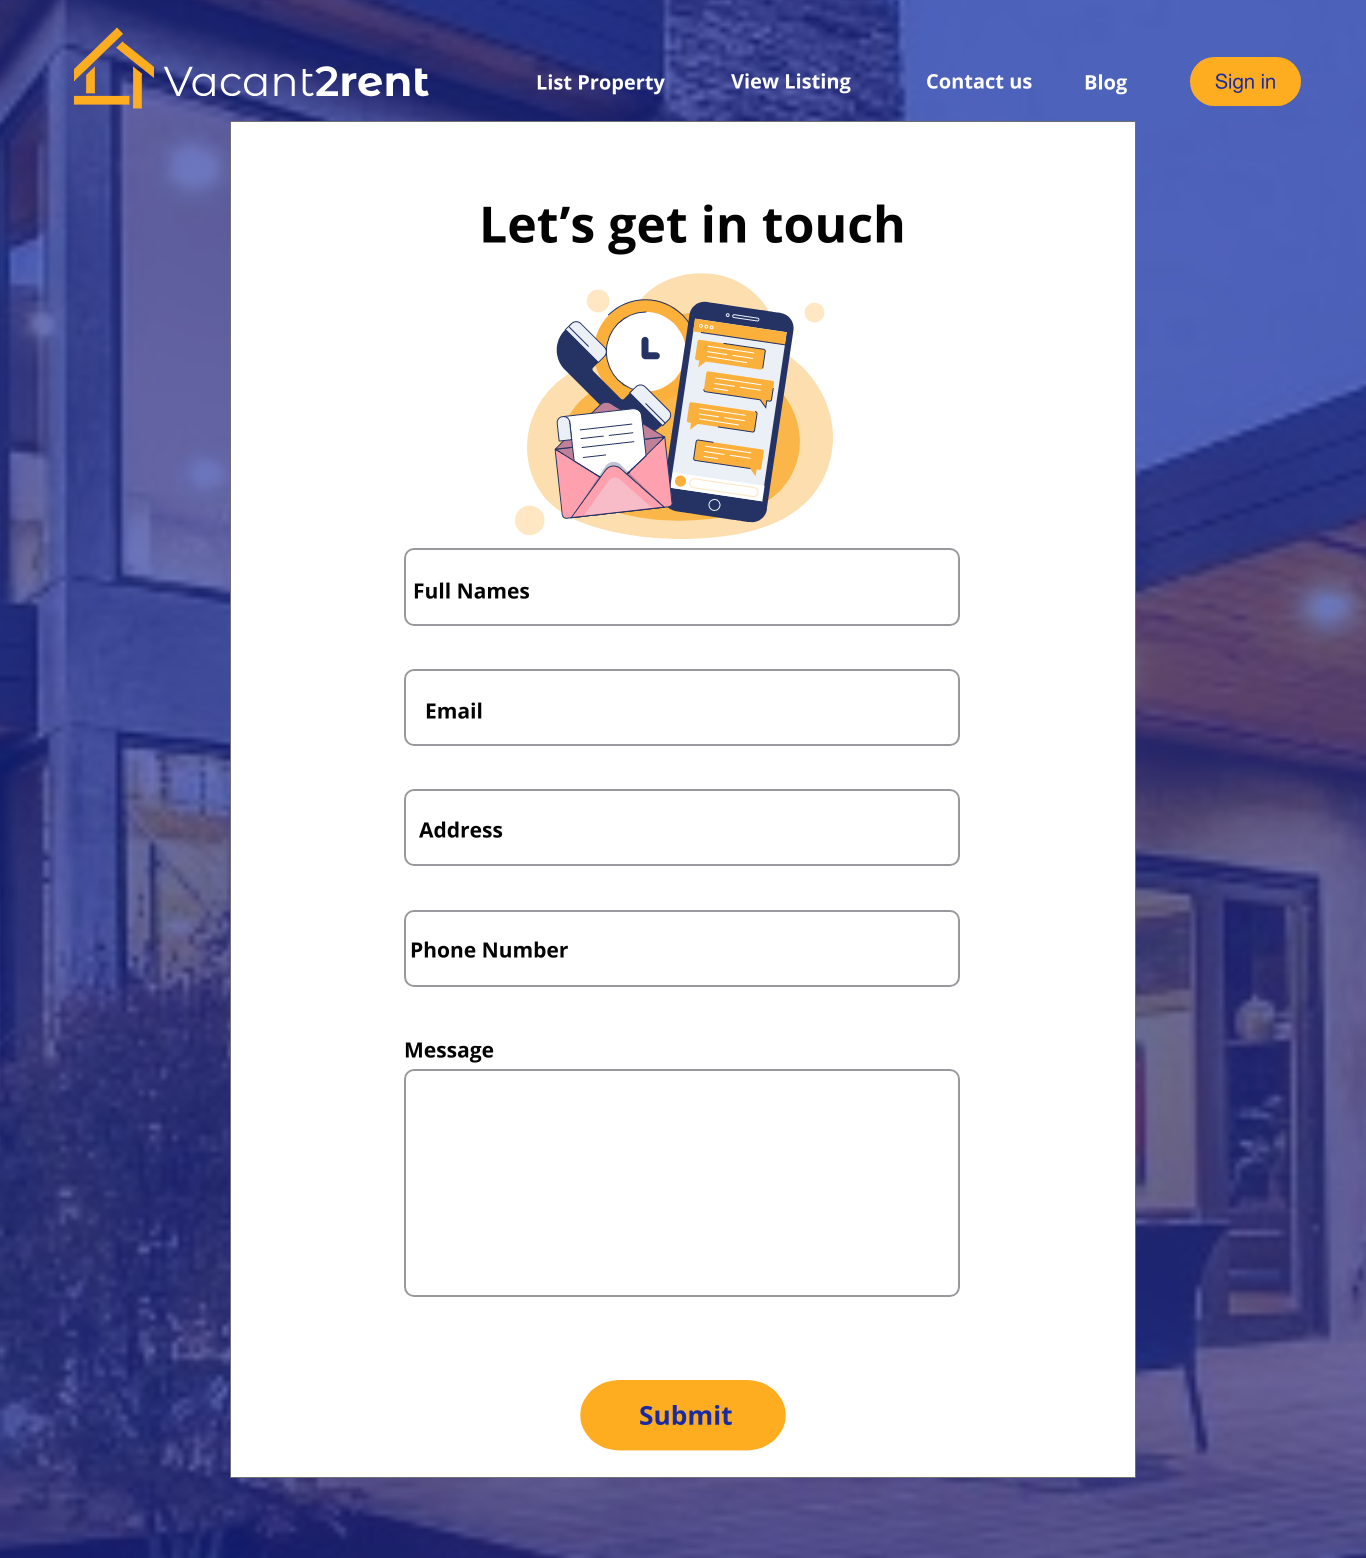 Vacant2rent
List Property
View Listing
Contact us
Blog
Sign in
Let’s get in touch
Full Names
Email
Address
Phone Number
Message
Submit